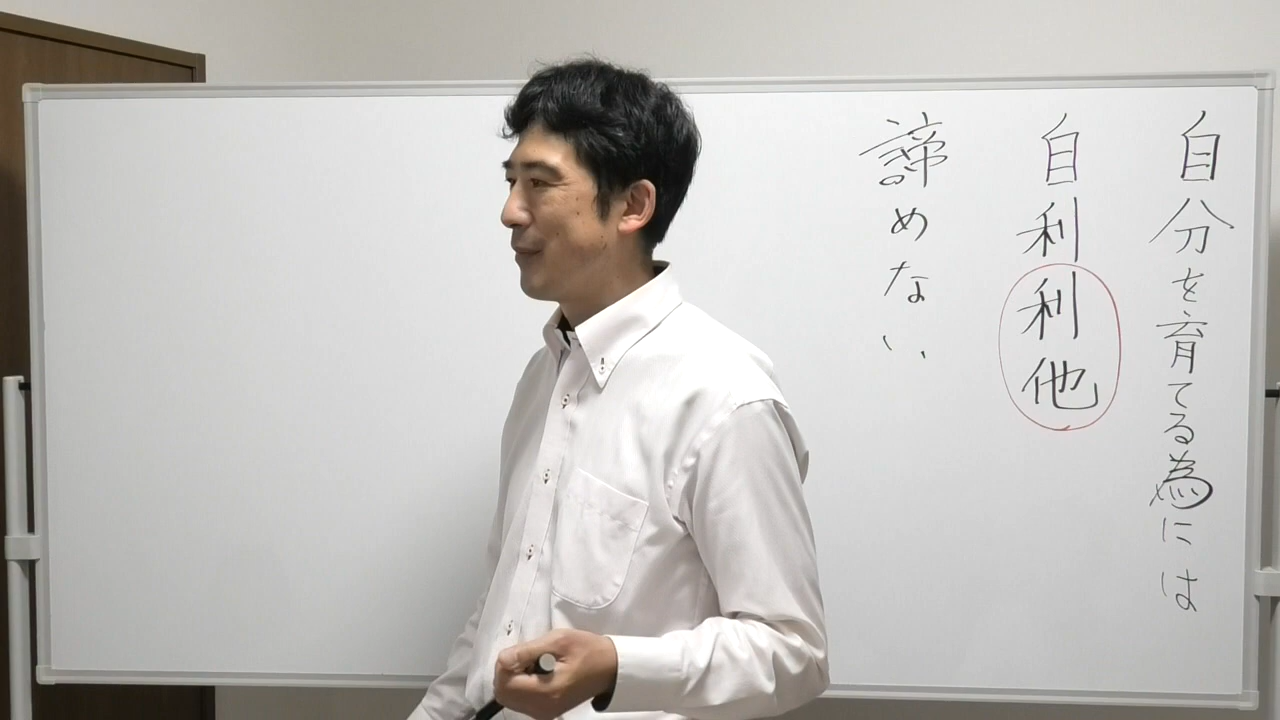 自分を育てる為には
自利利他
諦めない